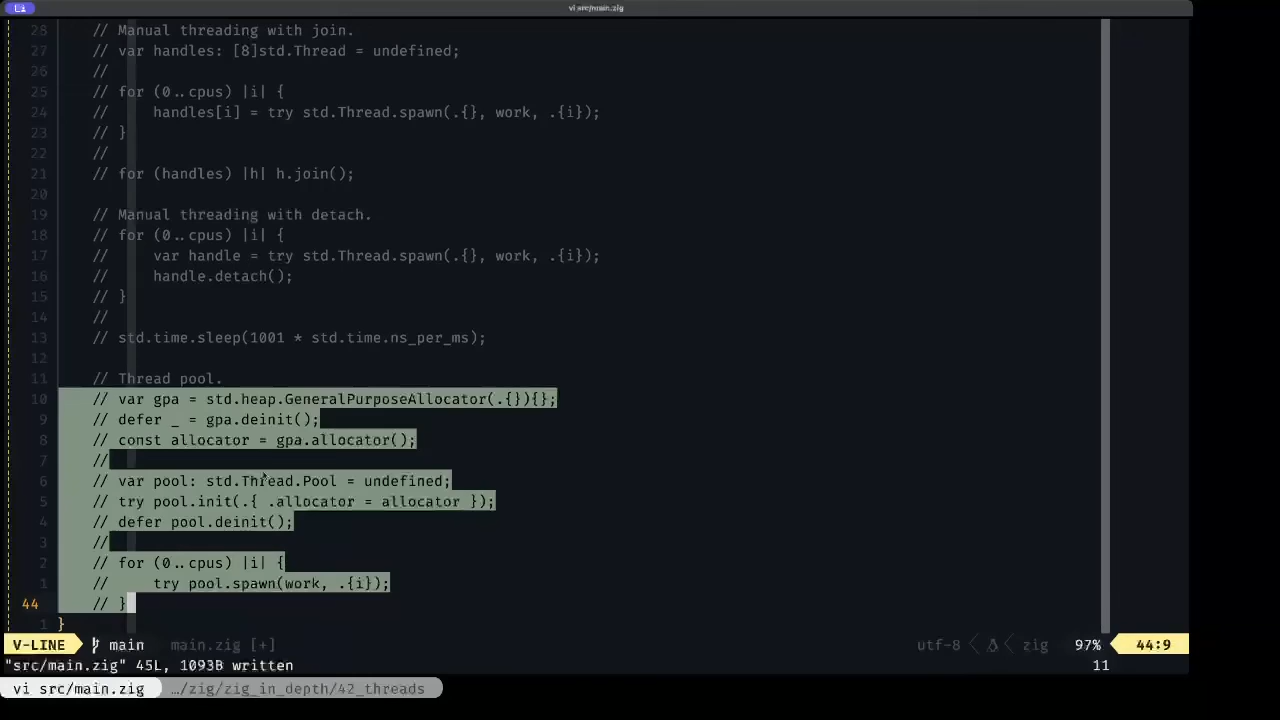 vi src/main.zig
28 // Manual threading with join.
27 // var handles: [8]std.Thread = undefined;
26 //
25 // for (0..cpus) |i| {
24 //     handles[i] = try std.Thread.spawn(.{}, work, .{i});
23 // }
22 //
21 // for (handles) |h| h.join();
20
19 // Manual threading with detach.
18 // for (0..cpus) |i| {
17 //     var handle = try std.Thread.spawn(.{}, work, .{i});
16 //     handle.detach();
15 // }
14 //
13 // std.time.sleep(1001 * std.time.ns_per_ms);
12
11 // Thread pool.
10 // var gpa = std.heap.GeneralPurposeAllocator(.{}){};
9 // defer _ = gpa.deinit();
8 // const allocator = gpa.allocator();
7 //
6 // var pool: std.Thread.Pool = undefined;
5 // try pool.init(.{ .allocator = allocator });
4 // defer pool.deinit();
3 //
2 // for (0..cpus) |i| {
1 //     try pool.spawn(work, .{i});
44 // }
1 }
V-LINE main main.zig [+] utf-8 zig 97% 44:9
"src/main.zig" 45L, 1093B written 11
vi src/main.zig …/zig/zig_in_depth/42_threads